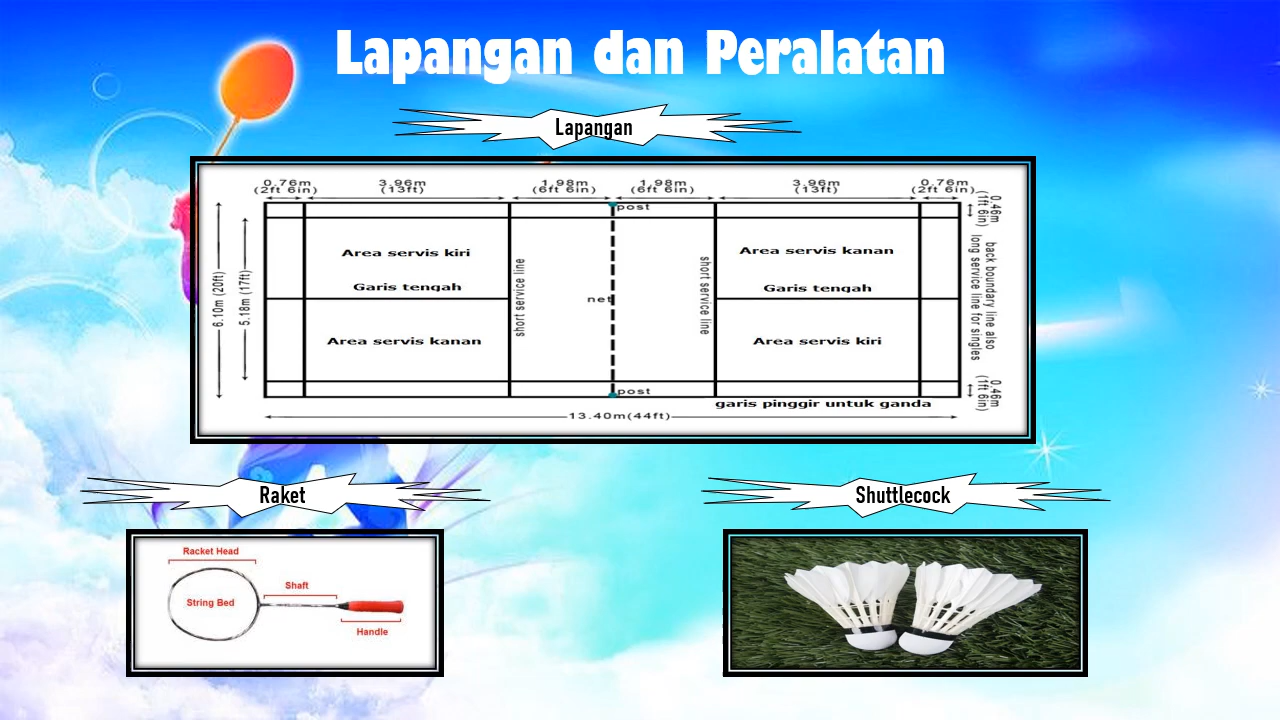 Lapangan dan Peralatan
Lapangan
0.76m
(2ft 6in)
3.96m
(13ft)
1.98m
(6ft 6in)
1.98m
(6ft 6in)
3.96m
(13ft)
0.76m
(2ft 6in)
0.46m
(1ft 6in)
post
Area servis kiri
Area servis kanan
Garis tengah
Garis tengah
6.10m (20ft)
5.18m (17ft)
short service line
net
short service line
back boundary line also
long service line for singles
Area servis kanan
Area servis kiri
post
0.46m
(1ft 6in)
garis pinggir untuk ganda
13.40m(44ft)
Raket
Shuttlecock
Racket Head
Shaft
String Bed
Handle